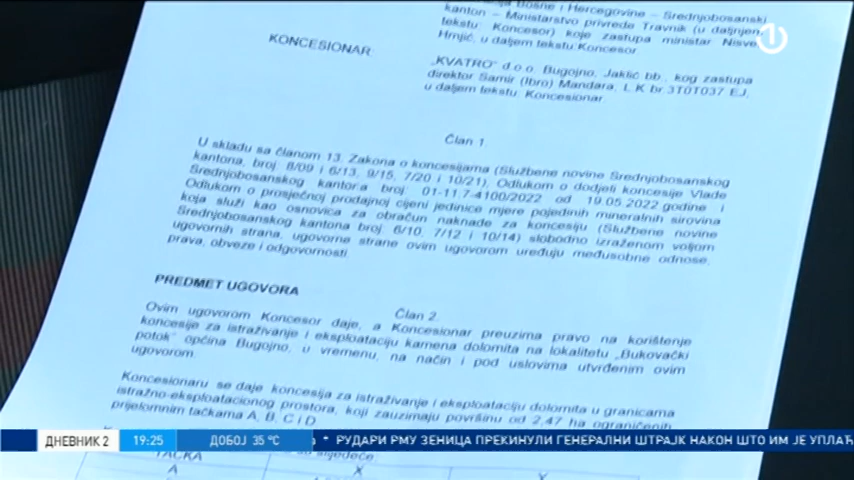 Bosne i Hercegovine – Srednjobosanski
kanton – Ministarstvo privrede Travnik (u daljnjem
tekstu: Koncesor) koje zastupa ministar
Hrnjić, u daljem tekstu Koncesor
1
KONCESIONAR
„KVATRO" d.o.o. Bugojno, Jaklić bb., kog zastupa
direktor Samir (Ibro) Mandara, L.K br.3T0T037 EJ,
u daljem tekstu: Koncesionar
Član 1.
U skladu sa članom 13. Zakona o koncesijama (Službene novine Srednjobosanskog
kantona, broj: 8/09 i 6/13, 9/15, 7/20 i 10/21), Odlukom o dodjeli koncesije Vlade
Srednjobosanskog kantona broj: 01-11.7-4100/2022 od 19.05.2022 godine i
Odlukom o prosječnoj prodajnoj cijeni jedinice mjere pojedinih mineralnih sirovina
koja služi kao osnovica za obračun naknade za koncesiju (Službene novine
Srednjobosanskog kantona broj: 6/10, 7/12 i 10/14) slobodno izraženom voljom
ugovornih strana, ugovorne strane ovim ugovorom uređuju međusobne odnose,
prava, obveze i odgovornosti.
PREDMET UGOVORA
Član 2.
Ovim ugovorom Koncesor daje, a Koncesionar preuzima pravo na korištenje
koncesije za istraživanje i eksploataciju kamena dolomita na lokalitetu „Bukovački
potok" općina Bugojno, u vremenu, na način i pod uslovima utvrđenim ovim
ugovorom.
Koncesionaru se daje koncesija za istraživanje i eksploataciju dolomita u granicama
istražno-eksploatacionog prostora, koji zauzimaju površinu od 2,47 ha ograničenih
prijelomnim tačkama A, B, C i D.
ДНЕВНИК 2 19:25 ДОБОЈ 35 °C * РУДАРИ РМУ ЗЕНИЦА ПРЕКИНУЛИ ГЕНЕРАЛНИ ШТРАЈК НАКОН ШТО ИМ ЈЕ УПЛАЋ
TAČKA
A X Y